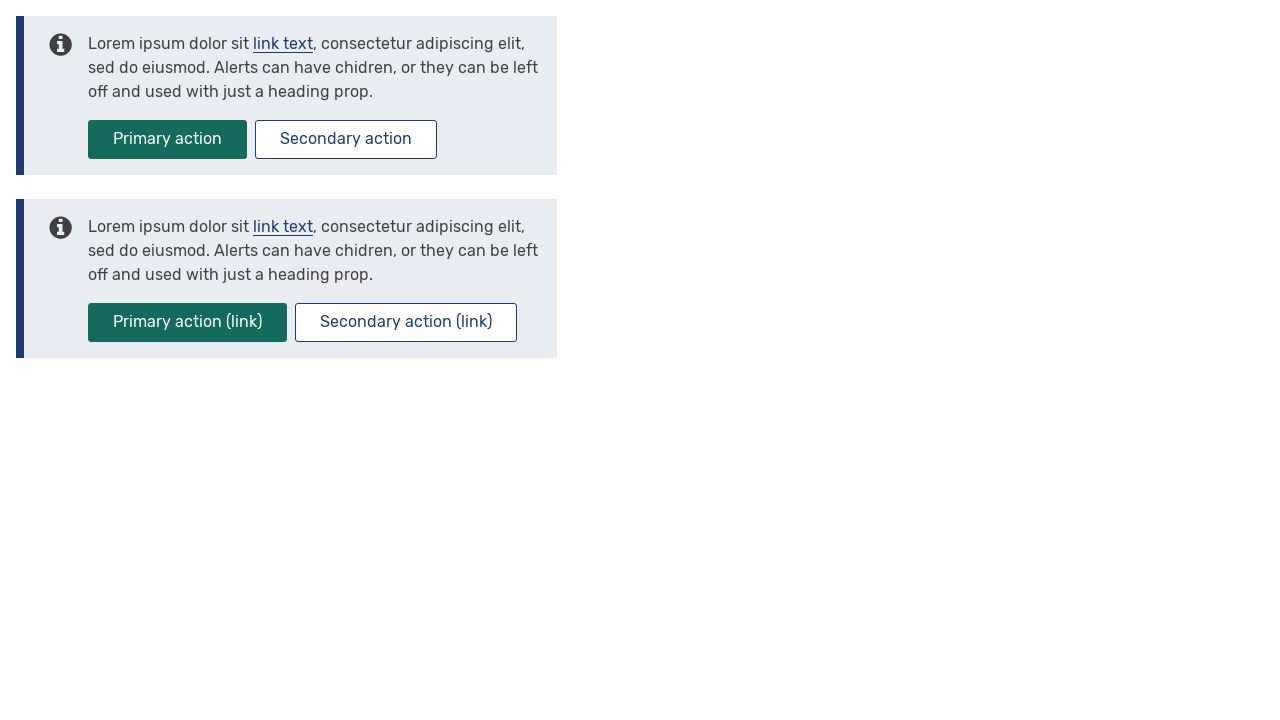 Lorem ipsum dolor sit link text, consectetur adipiscing elit,
sed do eiusmod. Alerts can have chidren, or they can be left
off and used with just a heading prop.
Primary action Secondary action
Lorem ipsum dolor sit link text, consectetur adipiscing elit,
sed do eiusmod. Alerts can have chidren, or they can be left
off and used with just a heading prop.
Primary action (link) Secondary action (link)